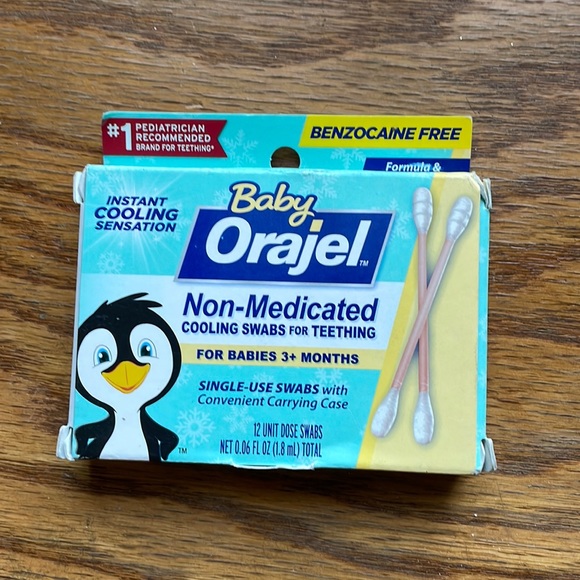 #1 PEDIATRICIAN
RECOMMENDED
BRAND FOR TEETHING*
BENZOCAINE FREE
Formula &
INSTANT
COOLING
SENSATION
Baby
Orajel™
Non-Medicated
COOLING SWABS FOR TEETHING
FOR BABIES 3+ MONTHS
SINGLE-USE SWABS with
Convenient Carrying Case
12 UNIT DOSE SWABS
NET 0.06 FL OZ (1.8 mL) TOTAL
™